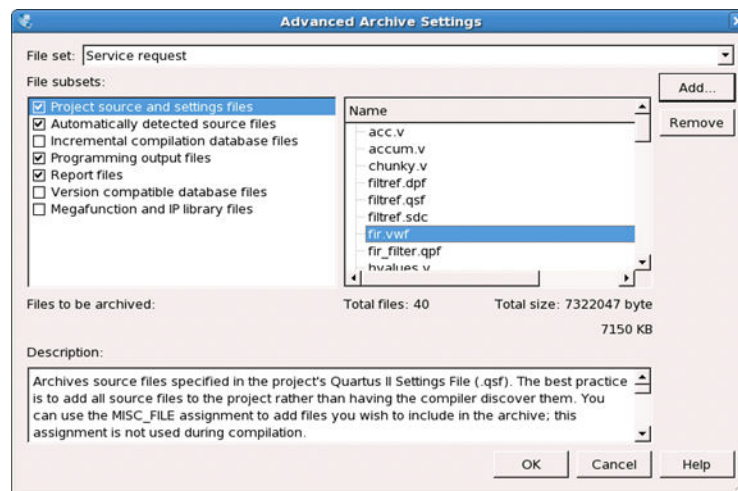 Advanced Archive Settings
File set: Service request
File subsets:
Add...
Remove
Project source and settings files
Automatically detected source files
Incremental compilation database files
Programming output files
Report files
Version compatible database files
Megafunction and IP library files
Name
acc.v
accum.v
chunky.v
filtref.dpf
filtref.qsf
filtref.sdc
fir.vwf
fir_filter.qpf
hvalues.v
Files to be archived:
Total files: 40
Total size: 7322047 byte
7150 KB
Description:
Archives source files specified in the project's Quartus II Settings File (.qsf). The best practice
is to add all source files to the project rather than having the compiler discover them. You
can use the MISC_FILE assignment to add files you wish to include in the archive; this
assignment is not used during compilation.
OK
Cancel
Help